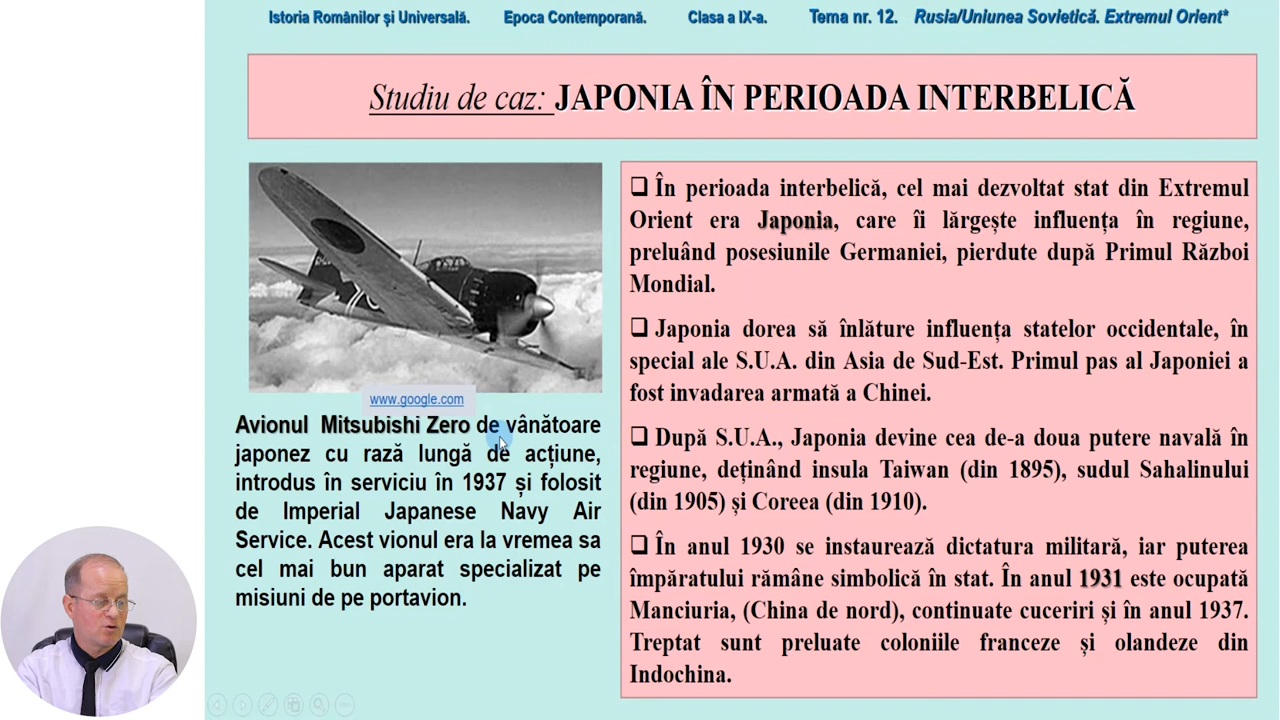 Istoria Românilor și Universală. Epoca Contemporană. Clasa a IX-a. Tema nr. 12. Rusia/Uniunea Sovietică. Extremul Orient*
Studiu de caz: JAPONIA ÎN PERIOADA INTERBELICĂ
www.google.com
Avionul Mitsubishi Zero de vânătoare
japonez cu rază lungă de acțiune,
introdus în serviciu în 1937 și folosit
de Imperial Japanese Navy Air
Service. Acest vionul era la vremea sa
cel mai bun aparat specializat pe
misiuni de pe portavion.
❑ În perioada interbelică, cel mai dezvoltat stat din Extremul
Orient era Japonia, care îi lărgește influența în regiune,
preluând posesiunile Germaniei, pierdute după Primul Război
Mondial.
❑ Japonia dorea să înlăture influența statelor occidentale, în
special ale S.U.A. din Asia de Sud-Est. Primul pas al Japoniei a
fost invadarea armată a Chinei.
❑ După S.U.A., Japonia devine cea de-a doua putere navală în
regiune, deținând insula Taiwan (din 1895), sudul Sahalinului
(din 1905) și Coreea (din 1910).
❑ În anul 1930 se instaurează dictatura militară, iar puterea
împăratului rămâne simbolică în stat. În anul 1931 este ocupată
Manciuria, (China de nord), continuate cuceriri și în anul 1937.
Treptat sunt preluate coloniile franceze și olandeze din
Indochina.